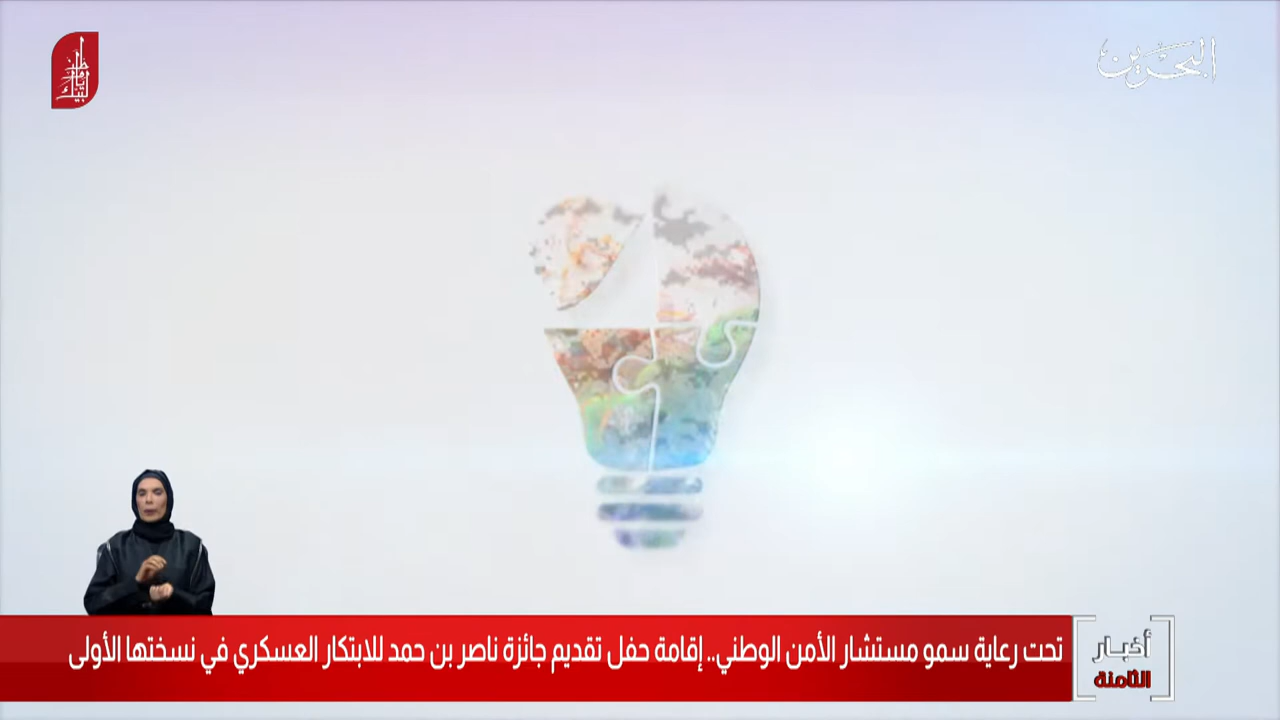 البحرين
تحت رعاية سمو مستشار الأمن الوطني.. إقامة حفل تقديم جائزة ناصر بن حمد للابتكار العسكري في نسختها الأولى
أخبار
الثامنة